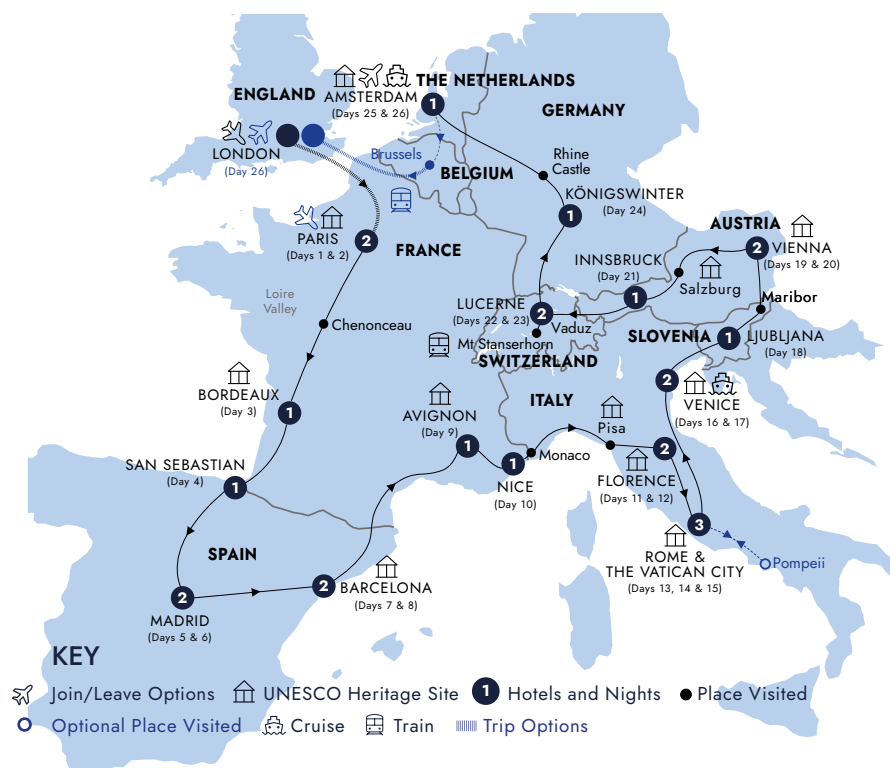 THE NETHERLANDS
AMSTERDAM
(Days 25 & 26)
1
ENGLAND
GERMANY
LONDON
(Day 26)
Brussels
BELGIUM
Rhine
Castle
KÖNIGSWINTER
(Day 24)
1
PARIS
(Days 1 & 2)
2
FRANCE
AUSTRIA
VIENNA
(Days 19 & 20)
2
INNSBRUCK
(Day 21)
1
Salzburg
Loire
Valley
Chenonceau
LUCERNE
(Days 22 & 23)
2
Vaduz
Maribor
Mt Stanserhorn
SWITZERLAND
SLOVENIA
1
LJUBLJANA
(Day 18)
BORDEAUX
(Day 3)
1
ITALY
2
VENICE
(Days 16 & 17)
AVIGNON
(Day 9)
1
Pisa
Monaco
2
FLORENCE
(Days 11 & 12)
SAN SEBASTIAN
(Day 4)
1
1
NICE
(Day 10)
3
ROME &
THE VATICAN CITY
(Days 13, 14 & 15)
Pompeii
SPAIN
2
MADRID
(Days 5 & 6)
2
BARCELONA
(Days 7 & 8)
KEY
Join/Leave Options
UNESCO Heritage Site
1 Hotels and Nights
Place Visited
Optional Place Visited
Cruise
Train
Trip Options